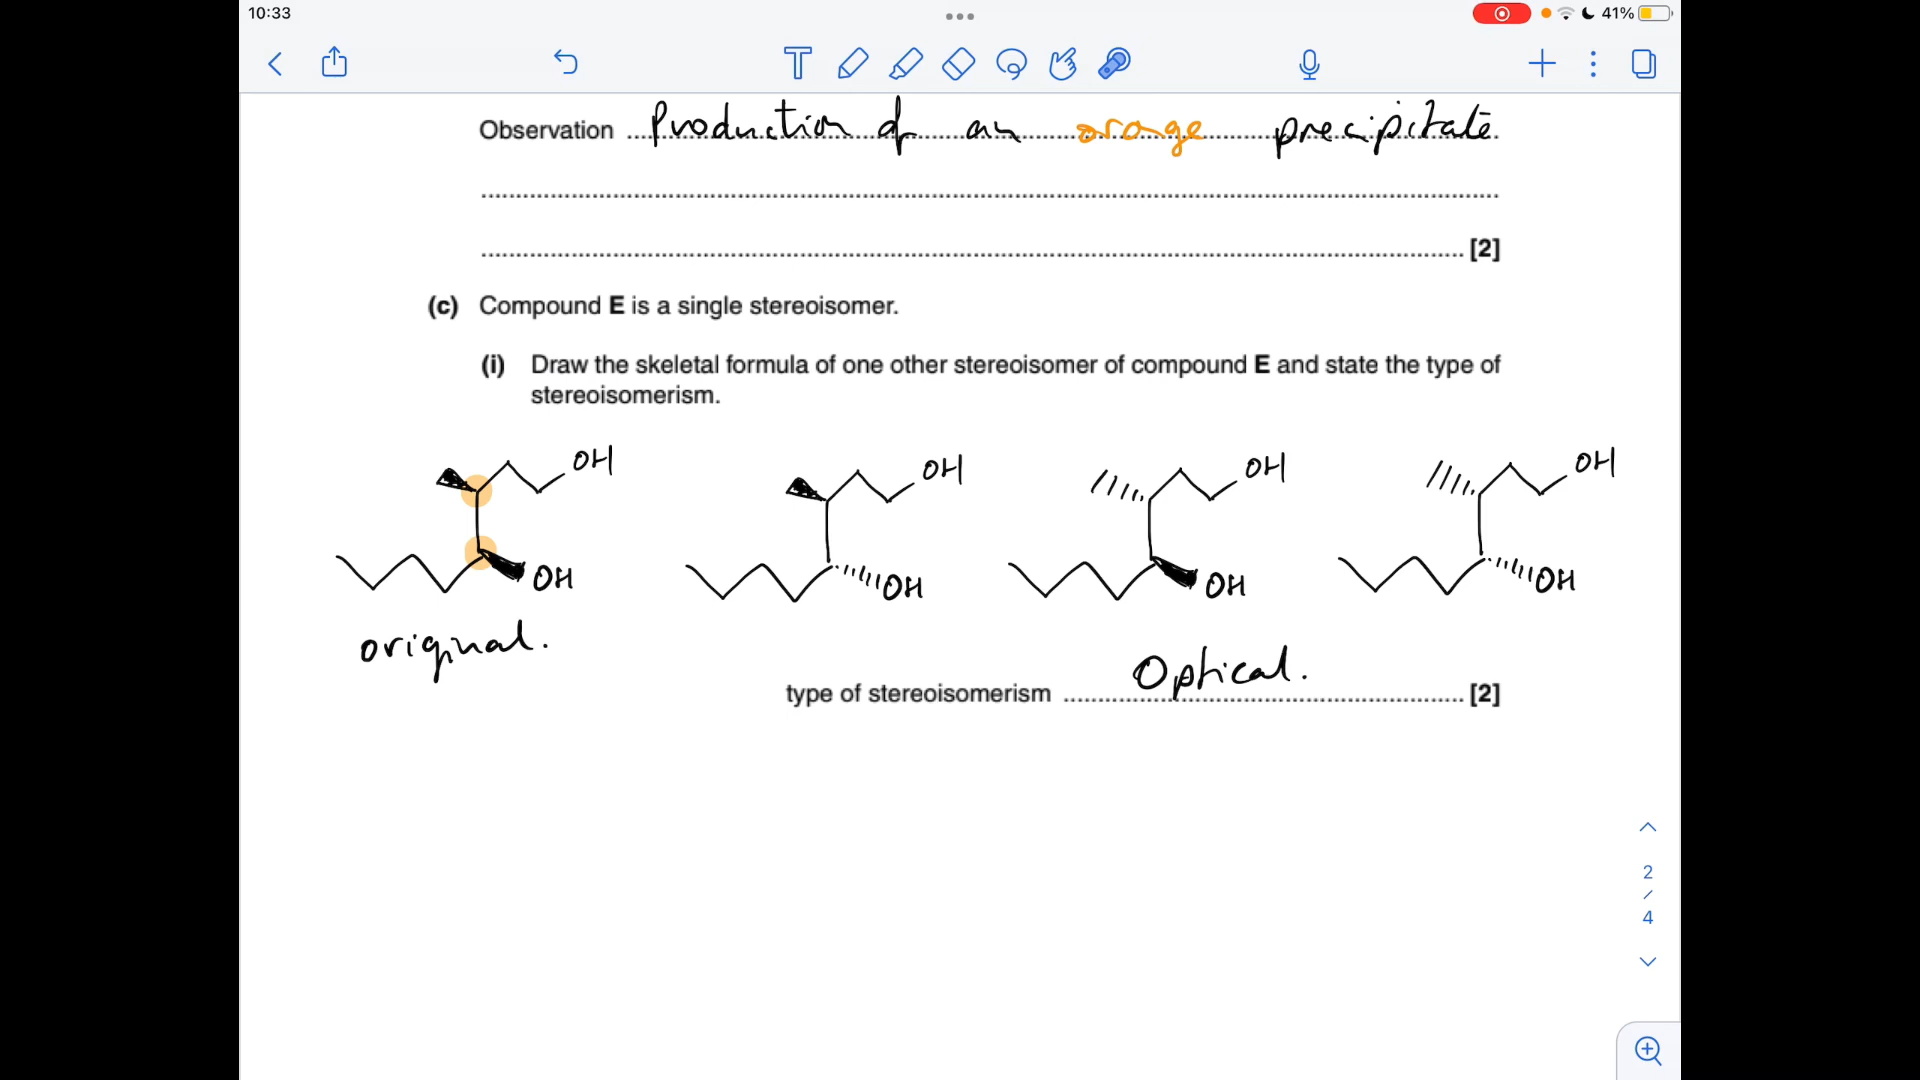 10:33
41%
T
Observation Production of an orange precipitate
[2]
(c) Compound E is a single stereoisomer.
(i) Draw the skeletal formula of one other stereoisomer of compound E and state the type of
stereoisomerism.
OH OH OH OH
OH OH OH OH
original.
type of stereoisomerism Optical. [2]
2
/
4